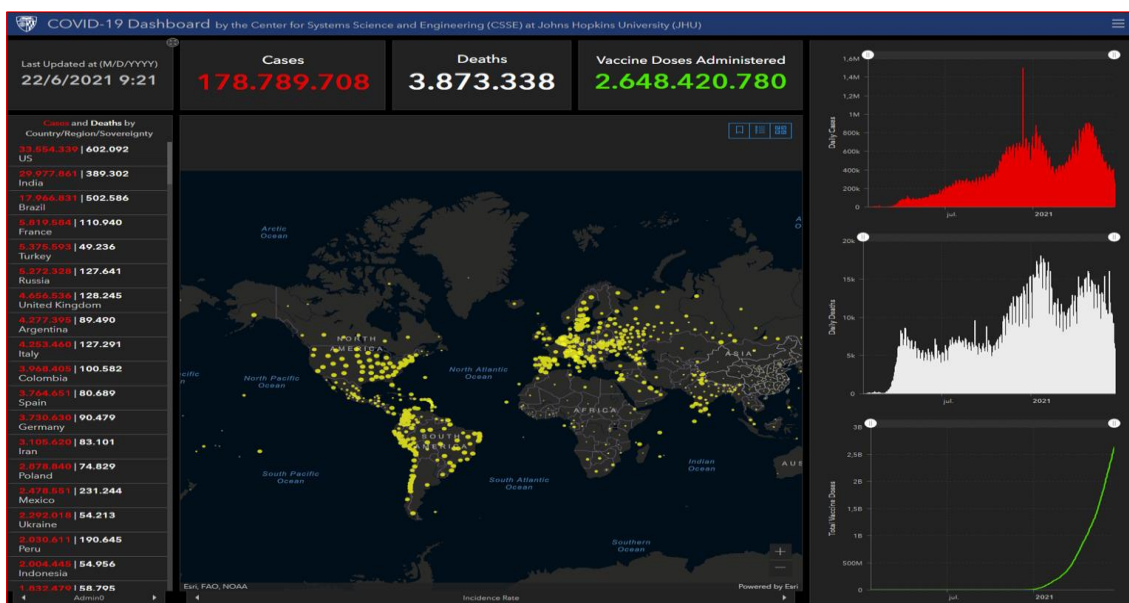 COVID-19 Dashboard by the Center for Systems Science and Engineering (CSSE) at Johns Hopkins University (JHU)
Last Updated at (M/D/YYYY)
22/6/2021 9:21
Cases
178.789.708
Deaths
3.873.338
Vaccine Doses Administered
2.648.420.780
Cases and Deaths by
Country/Region/Sovereignty
33.554.339 | 602.092
US
29.977.861 | 389.302
India
17.966.831 | 502.586
Brazil
5.819.584 | 110.940
France
5.375.593 | 49.236
Turkey
5.272.328 | 127.641
Russia
4.656.536 | 128.245
United Kingdom
4.277.395 | 89.490
Argentina
4.253.460 | 127.291
Italy
3.968.405 | 100.582
Colombia
3.764.651 | 80.689
Spain
3.730.630 | 90.479
Germany
3.105.620 | 83.101
Iran
2.878.840 | 74.829
Poland
2.478.551 | 231.244
Mexico
2.292.018 | 54.213
Ukraine
2.030.611 | 190.645
Peru
2.004.445 | 54.956
Indonesia
1.832.479 | 58.795
Admin0
Arctic
Ocean
NORTH
AMERICA
North Pacific
Ocean
North Atlantic
Ocean
ASIA
AFRICA
SOUTH
AMERICA
South Pacific
Ocean
South Atlantic
Ocean
Indian
Ocean
AUS
Southern
Ocean
Esri, FAO, NOAA
Powered by Esri
Incidence Rate
1,6M
1,4M
1,2M
1M
800k
600k
400k
200k
0
Daily Cases
jul.
2021
20k
15k
10k
5k
0
Daily Deaths
jul.
2021
3B
2,5B
2B
1,5B
1B
500M
0
Total Vaccine Doses
jul.
2021